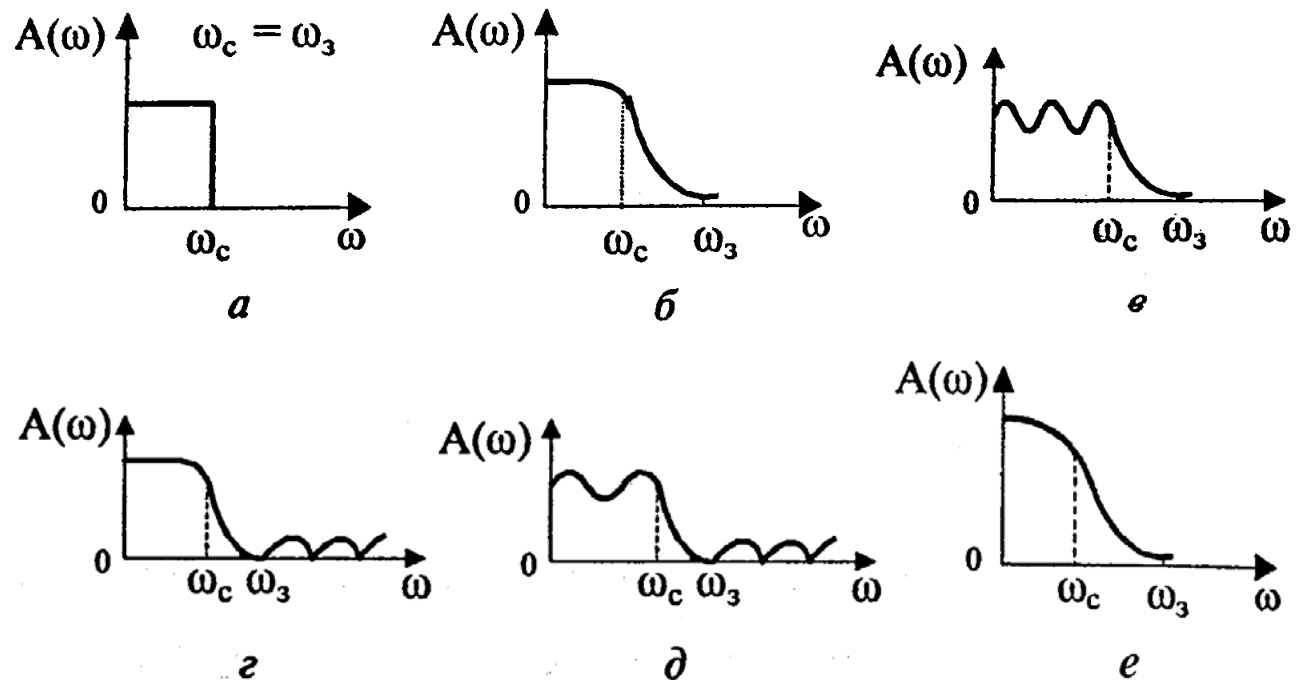 A(ω) ω_c = ω_з
0
ω_c ω
а
A(ω)
0
ω_c ω_з ω
б
A(ω)
0
ω_c ω_з ω
в
A(ω)
0
ω_c ω_з ω
г
A(ω)
0
ω_c ω_з ω
д
A(ω)
0
ω_c ω_з ω
е